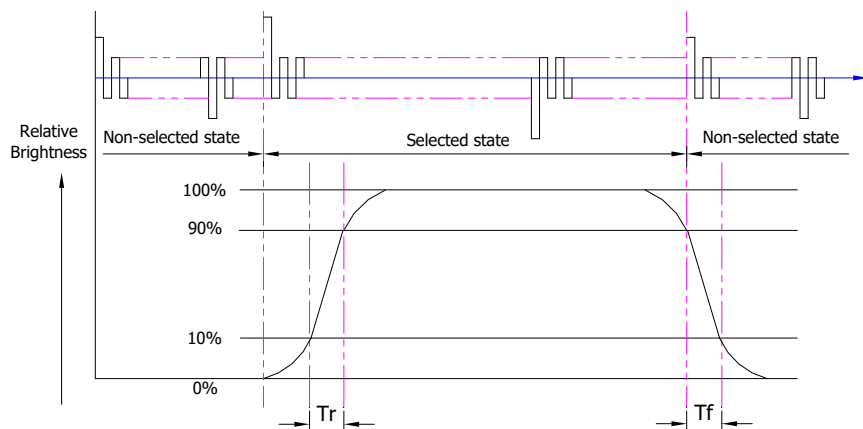 Relative
Brightness
Non-selected state
Selected state
Non-selected state
100%
90%
10%
0%
Tr
Tf